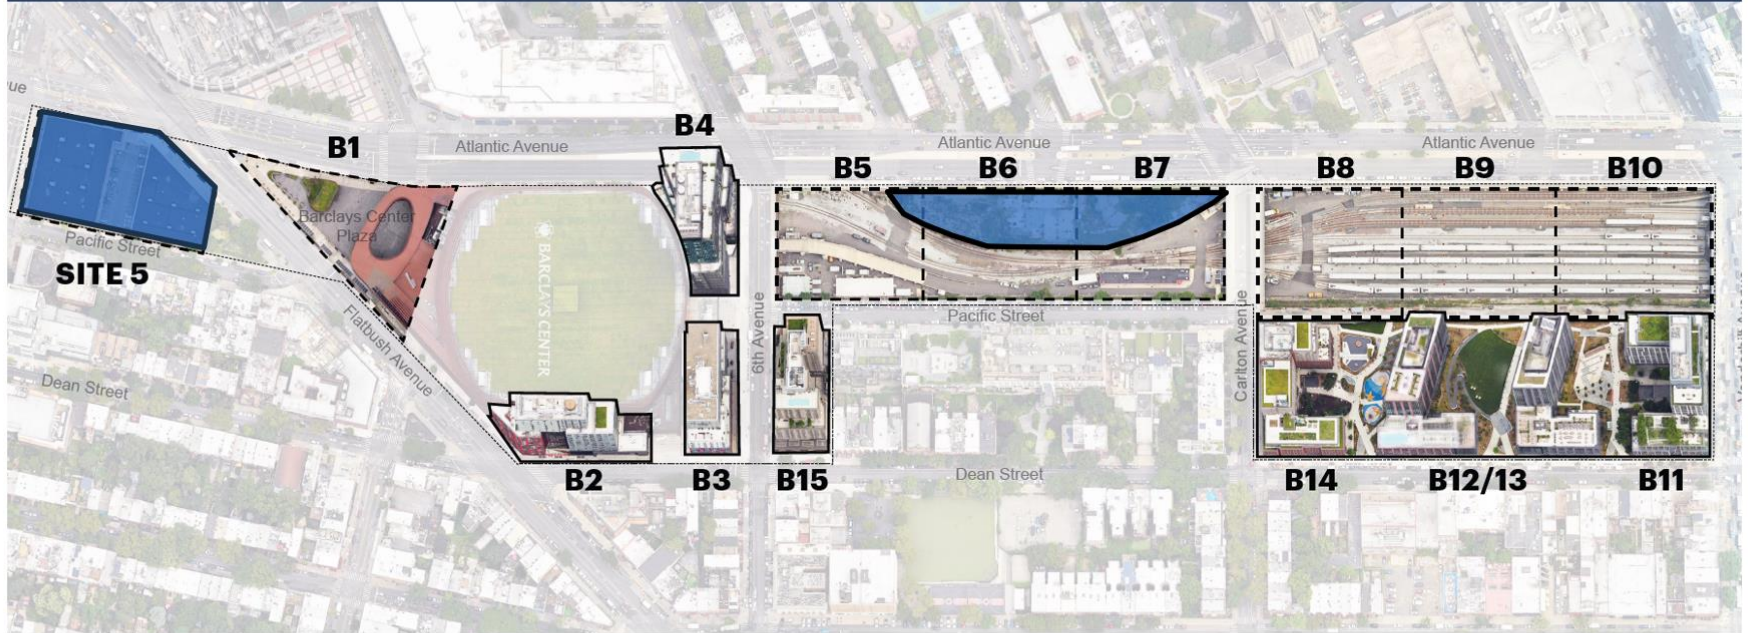 ue
B4
B1
Atlantic Avenue
Atlantic Avenue
Atlantic Avenue
B5
B6
B7
B8
B9
B10
Barclays Center
Plaza
Pacific Street
SITE 5
BARCLAYS CENTER
6th Avenue
Pacific Street
Carlton Avenue
Flatbush Avenue
Dean Street
B2
B3
B15
Dean Street
B14
B12/13
B11